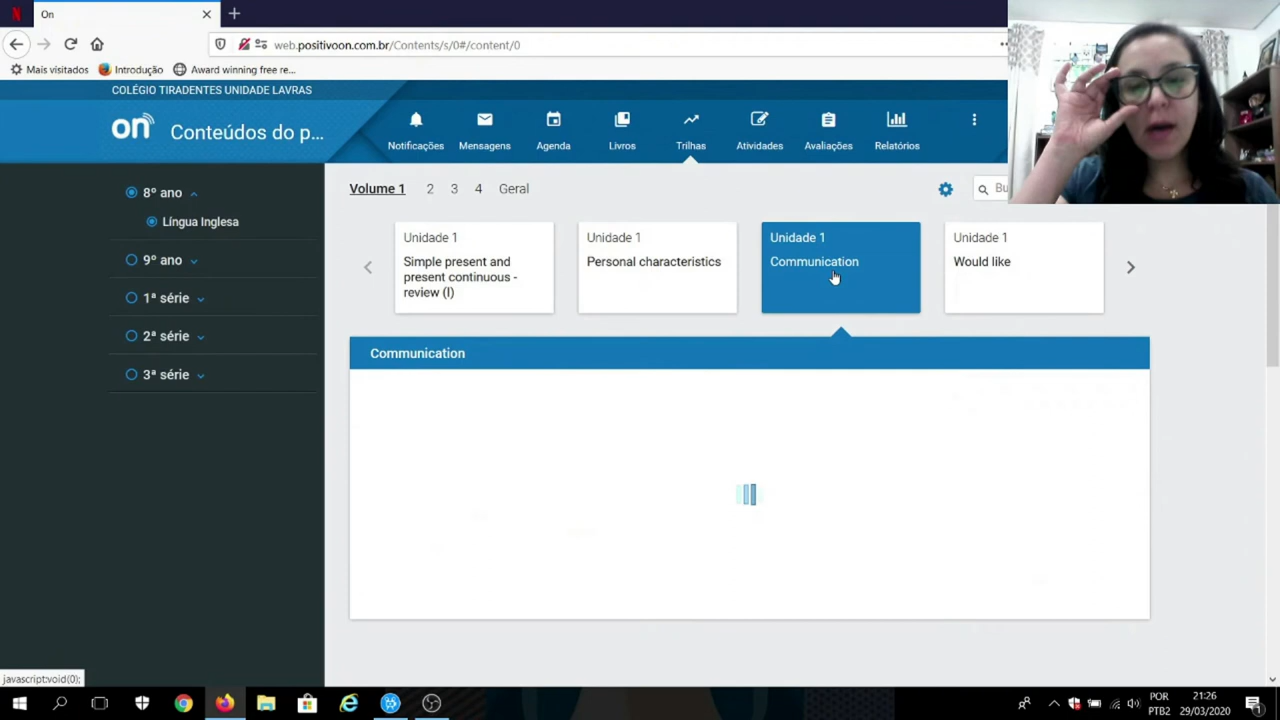 On
web.positivoon.com.br/Contents/s/0#/content/0
Mais visitados
Introdução
Award winning free re...
COLÉGIO TIRADENTES UNIDADE LAVRAS
on
Conteúdos do p...
Notificações
Mensagens
Agenda
Livros
Trilhas
Atividades
Avaliações
Relatórios
8º ano
Língua Inglesa
9º ano
1ª série
2ª série
3ª série
Volume 1
2
3
4
Geral
Bu
Unidade 1
Simple present and
present continuous -
review (I)
Unidade 1
Personal characteristics
Unidade 1
Communication
Unidade 1
Would like
Communication
javascript:void(0);
POR
PTB2
21:26
29/03/2020
1